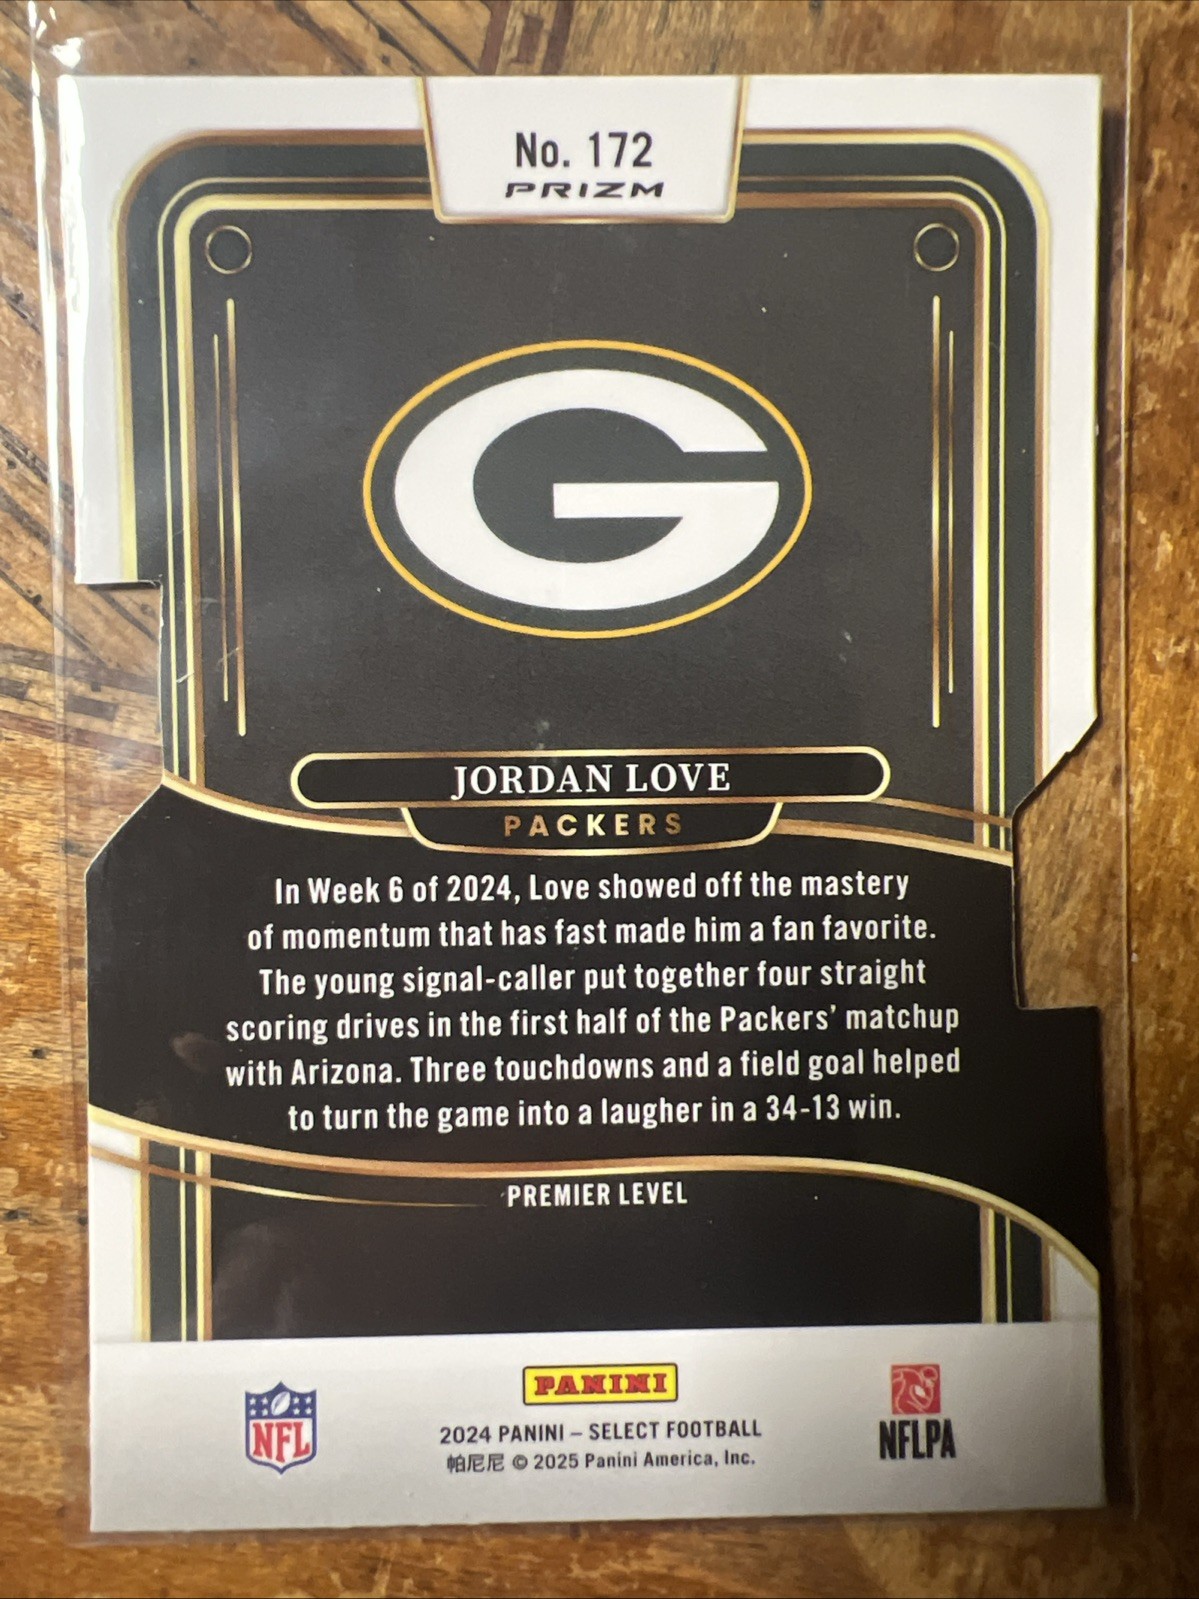 No. 172
PRIZM
G
JORDAN LOVE
PACKERS
In Week 6 of 2024, Love showed off the mastery
of momentum that has fast made him a fan favorite.
The young signal-caller put together four straight
scoring drives in the first half of the Packers' matchup
with Arizona. Three touchdowns and a field goal helped
to turn the game into a laugher in a 34-13 win.
PREMIER LEVEL
NFL
PANINI
2024 PANINI – SELECT FOOTBALL
帕尼尼 © 2025 Panini America, Inc.
NFLPA